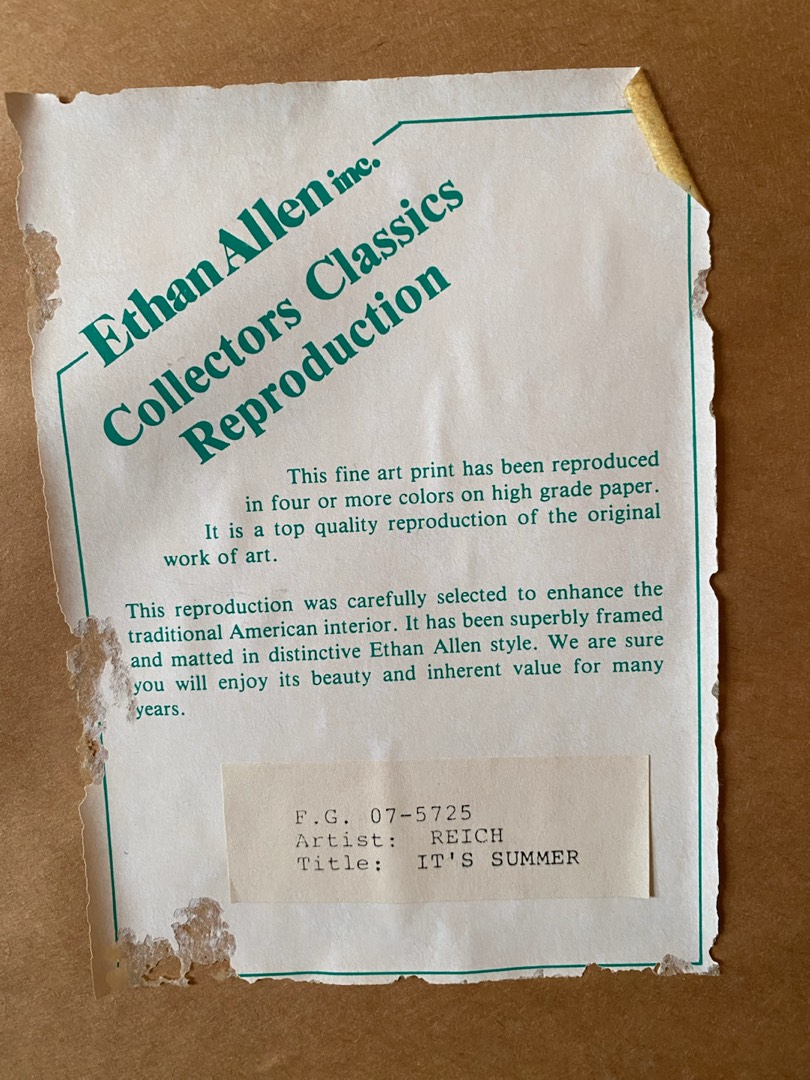 Ethan Allen inc.
Collectors Classics
Reproduction
This fine art print has been reproduced
in four or more colors on high grade paper.
It is a top quality reproduction of the original
work of art.
This reproduction was carefully selected to enhance the
traditional American interior. It has been superbly framed
and matted in distinctive Ethan Allen style. We are sure
you will enjoy its beauty and inherent value for many
years.
F.G. 07-5725
Artist: REICH
Title: IT'S SUMMER